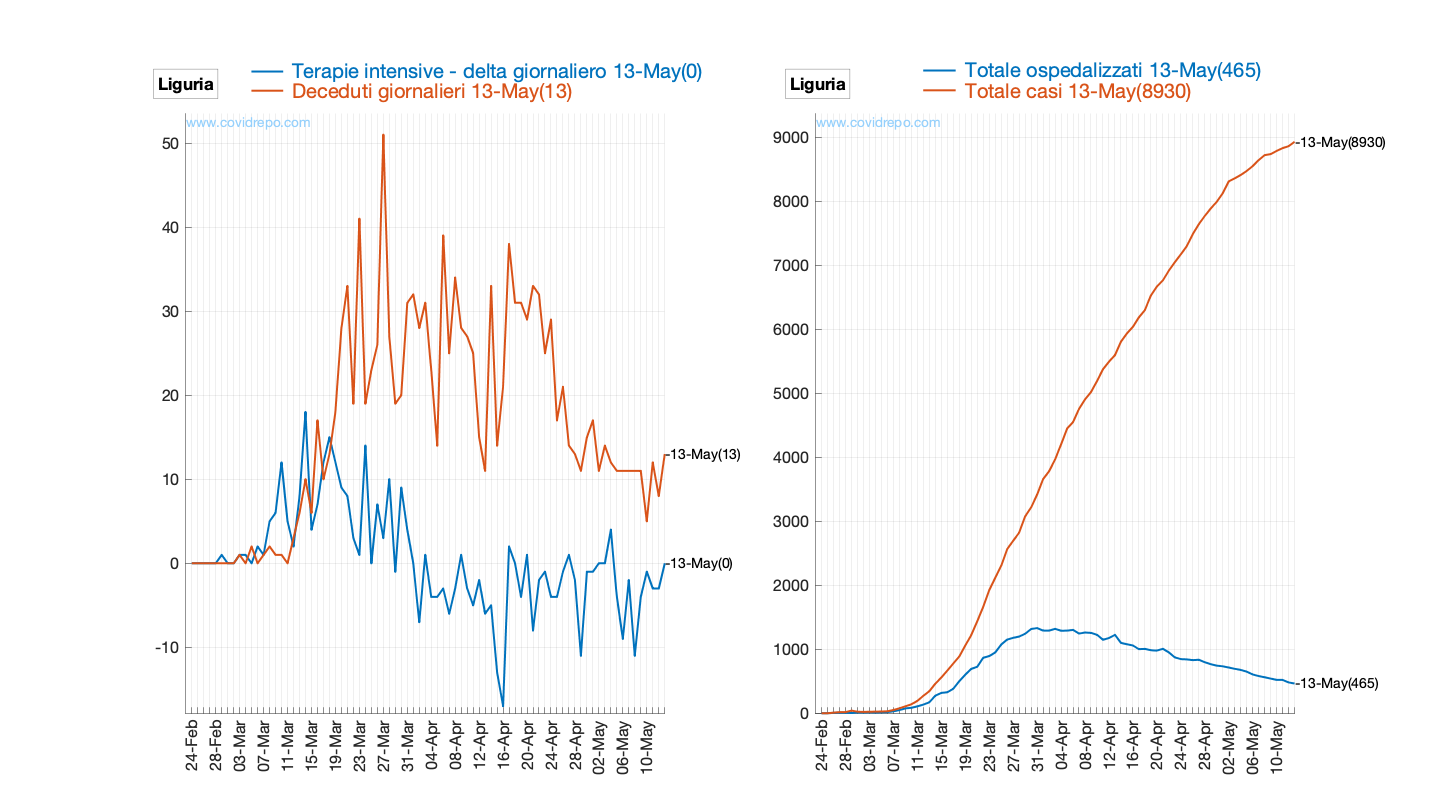 Liguria
Terapie intensive - delta giornaliero 13-May(0)
Deceduti giornalieri 13-May(13)
www.covidrepo.com
50
40
30
20
10
0
-10
13-May(13)
13-May(0)
24-Feb
28-Feb
03-Mar
07-Mar
11-Mar
15-Mar
19-Mar
23-Mar
27-Mar
31-Mar
04-Apr
08-Apr
12-Apr
16-Apr
20-Apr
24-Apr
28-Apr
02-May
06-May
10-May
Liguria
Totale ospedalizzati 13-May(465)
Totale casi 13-May(8930)
www.covidrepo.com
9000
8000
7000
6000
5000
4000
3000
2000
1000
0
13-May(8930)
13-May(465)
24-Feb
28-Feb
03-Mar
07-Mar
11-Mar
15-Mar
19-Mar
23-Mar
27-Mar
31-Mar
04-Apr
08-Apr
12-Apr
16-Apr
20-Apr
24-Apr
28-Apr
02-May
06-May
10-May